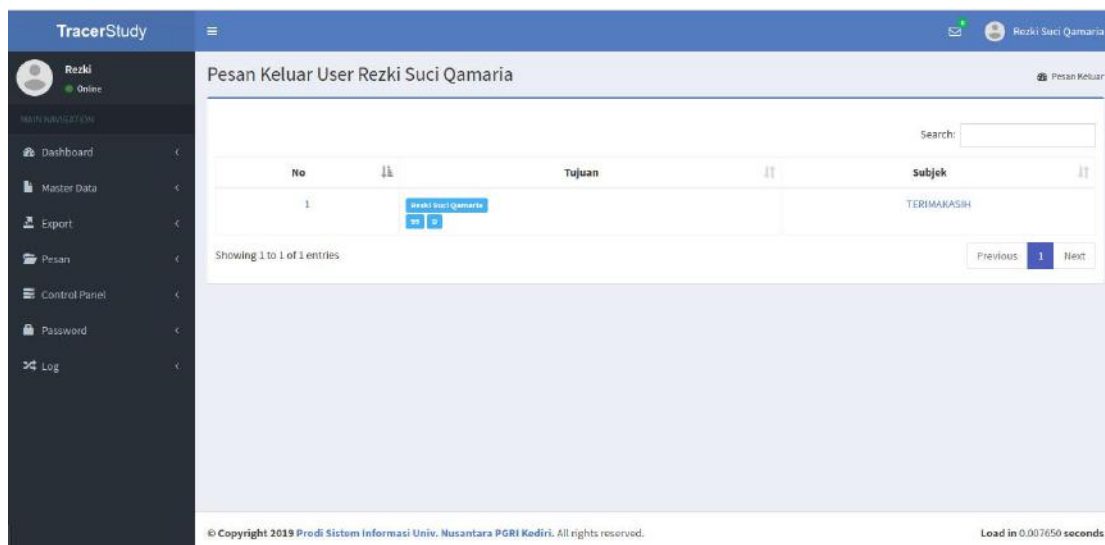 TracerStudy
Rezki Suci Qamaria
Rezki
Online
MAIN NAVIGATION
Dashboard
Master Data
Export
Pesan
Control Panel
Password
Log
Pesan Keluar User Rezki Suci Qamaria
Pesan Keluar
Search:
No Tujuan Subjek
1 Rezki Suci Qamaria TERIMAKASIH
Showing 1 to 1 of 1 entries
Previous 1 Next
© Copyright 2019 Prodi Sistem Informasi Univ. Nusantara PGRI Kediri. All rights reserved.
Load in 0.007650 seconds